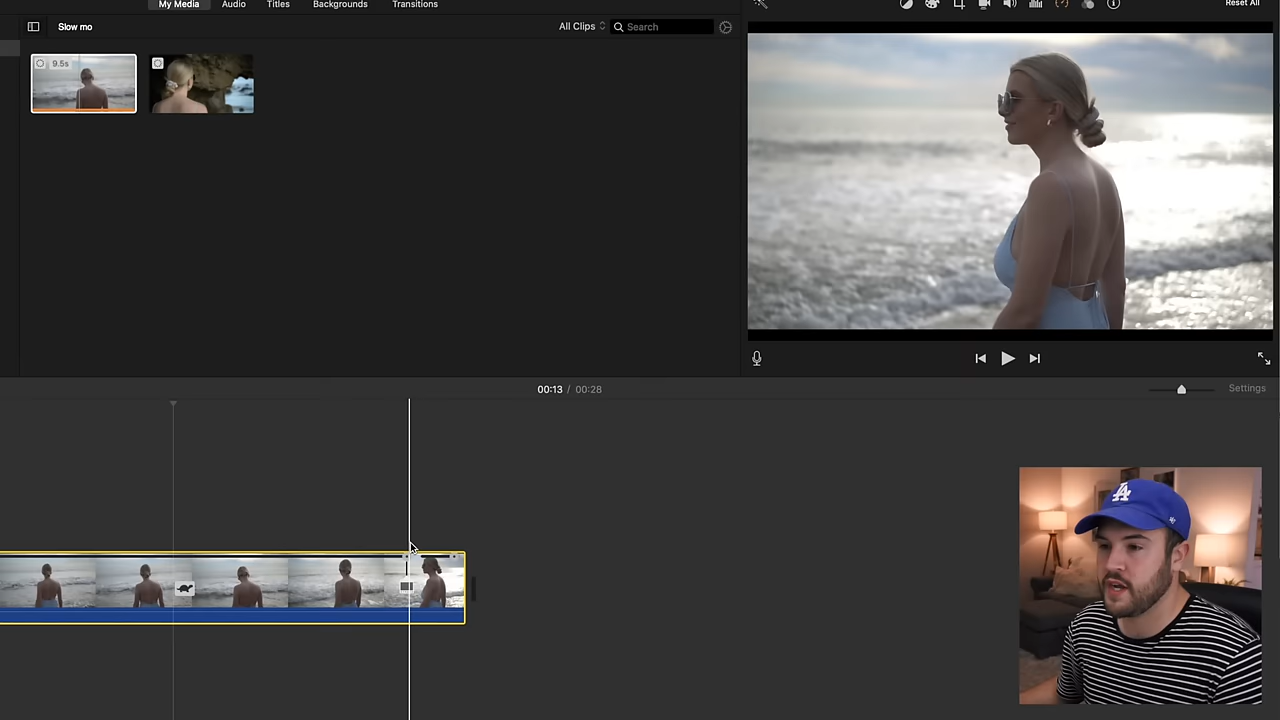 My Media Audio Titles Backgrounds Transitions
Reset All
Slow mo
All Clips
Search
9.5s
00:13 / 00:28
Settings
LA